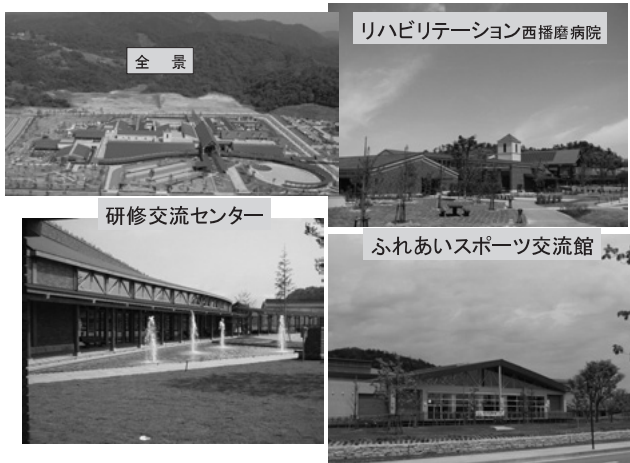 全 景
リハビリテーション西播磨病院
研修交流センター
ふれあいスポーツ交流館